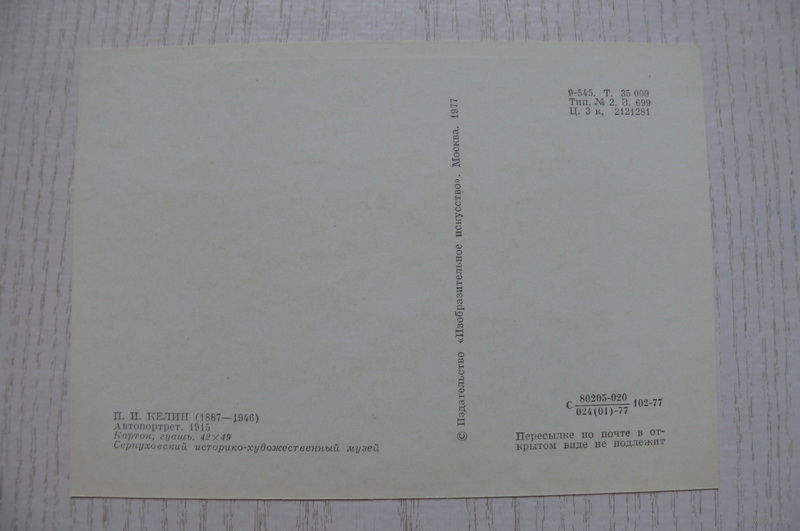 9-545. Т. 35 000
Тип. № 2. З. 699
Ц. 3 к. 2121281
© Издательство «Изобразительное искусство». Москва. 1977
П. И. КЕЛИН (1887—1946)
Автопортрет. 1915
Картон, гуашь. 42×49
Серпуховский историко-художественный музей
С 80205-020 102-77
024(01)-77
Пересылке по почте в от-
крытом виде не подлежит